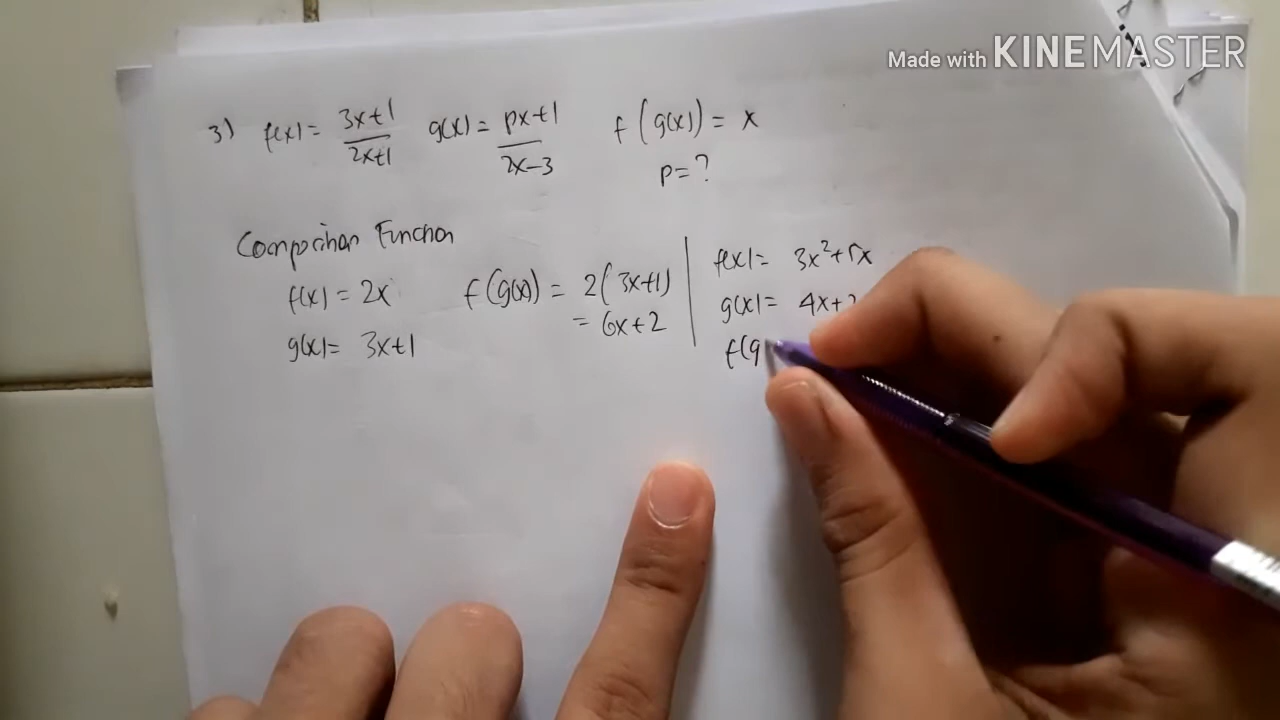 Made with KINEMASTER
3) f(x) = 3x+1/2x+1 g(x) = px+1/2x-3 f(g(x)) = x
p = ?
Composition Function
f(x) = 2x f(g(x)) = 2(3x+1)
= 6x+2
g(x) = 3x+1
f(x) = 3x²+5x
g(x) = 4x+2
f(g